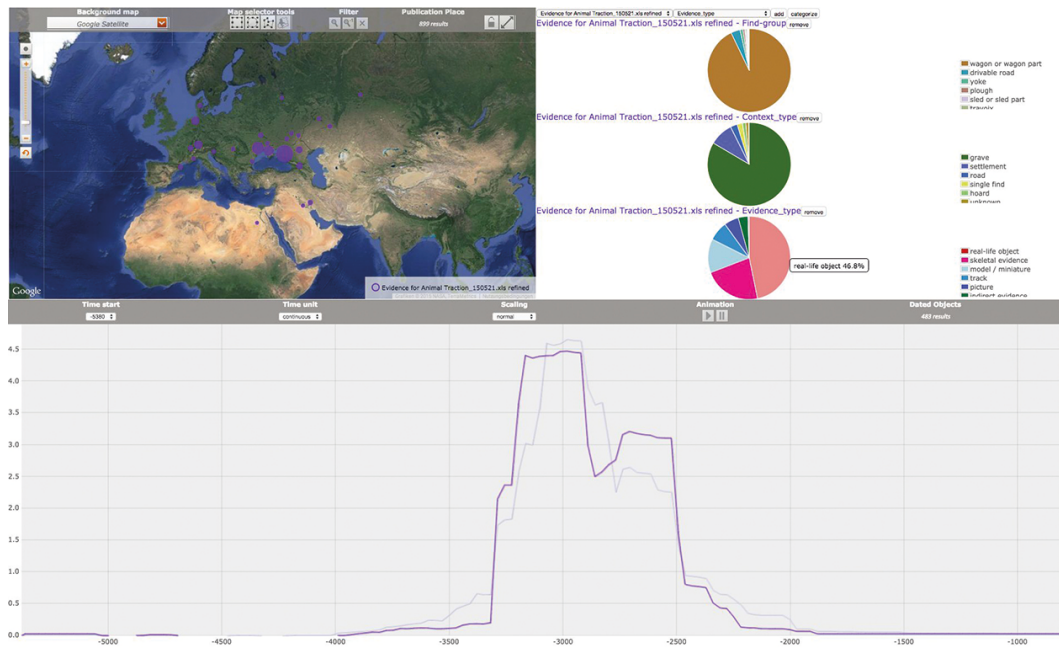 Background map
Google Satellite
Map selector tools
Filter
Publication Place
899 results
Google
Evidence for Animal Traction_150521.xls refined
Evidence for Animal Traction_150521.xls refined
Evidence_type
add
categorize
Evidence for Animal Traction_150521.xls refined - Find-group
remove
wagon or wagon part
drivable road
yoke
plough
sled or sled part
travois
Evidence for Animal Traction_150521.xls refined - Context_type
remove
grave
settlement
road
single find
hoard
unknown
Evidence for Animal Traction_150521.xls refined - Evidence_type
remove
real-life object 46.8%
real-life object
skeletal evidence
model / miniature
track
picture
indirect evidence
Time start
-5380
Time unit
continuous
Scaling
normal
Animation
Dated Objects
483 results
4.5
4.0
3.5
3.0
2.5
2.0
1.5
1.0
0.5
0.0
-5000
-4500
-4000
-3500
-3000
-2500
-2000
-1500
-1000